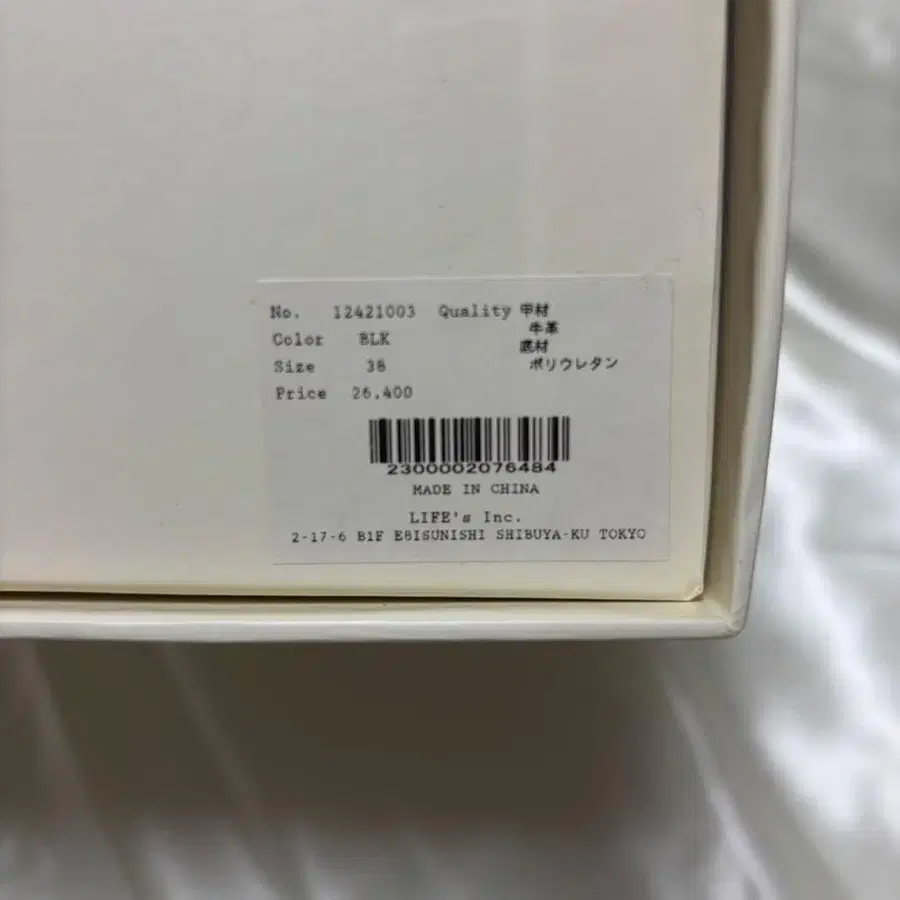 No. 12421003 Quality 甲材
Color BLK 牛革
底材
Size 38 ポリウレタン
Price 26,400
2300002076484
MADE IN CHINA
LIFE's Inc.
2-17-6 B1F EBISUNISHI SHIBUYA-KU TOKYO